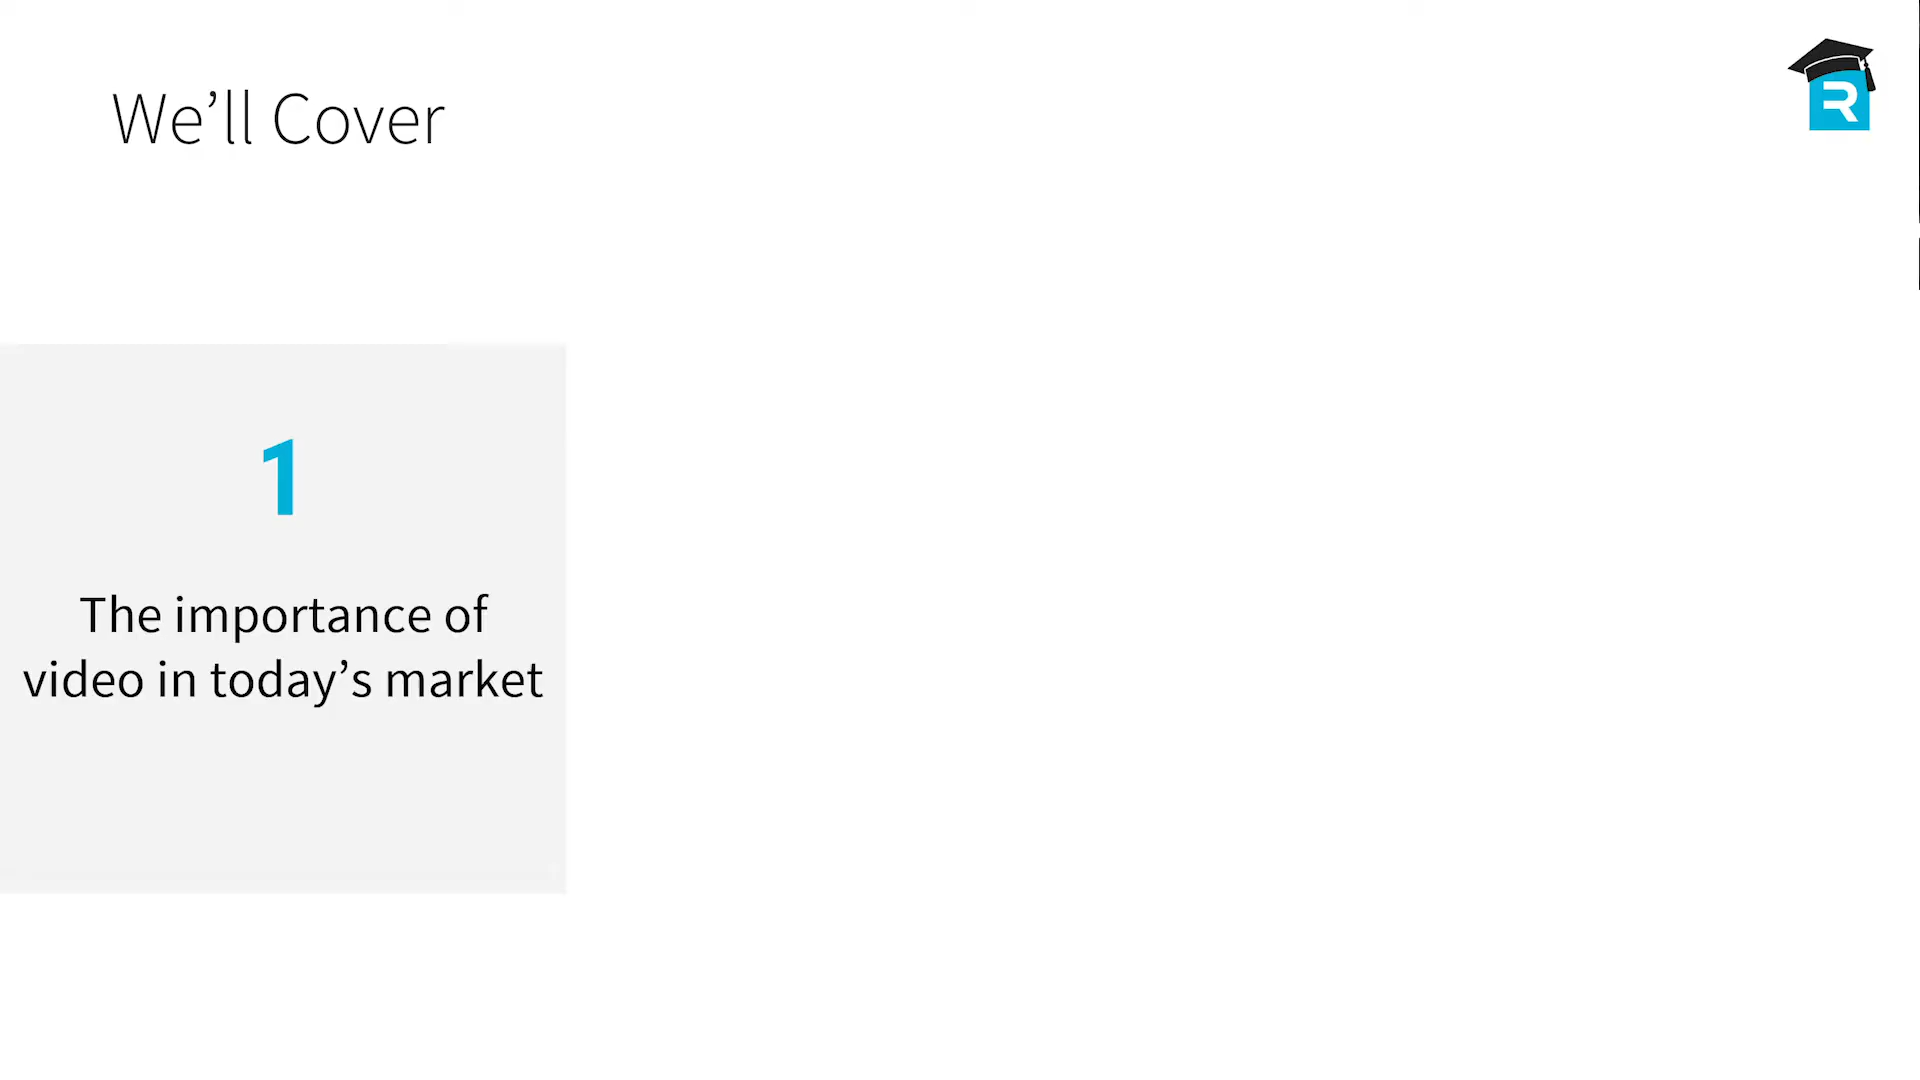 We’ll Cover
R
1
The importance of
video in today’s market